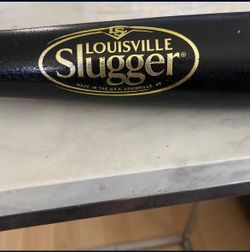 LS
LOUISVILLE
Slugger®
MADE IN THE U.S.A. LOUISVILLE, KY